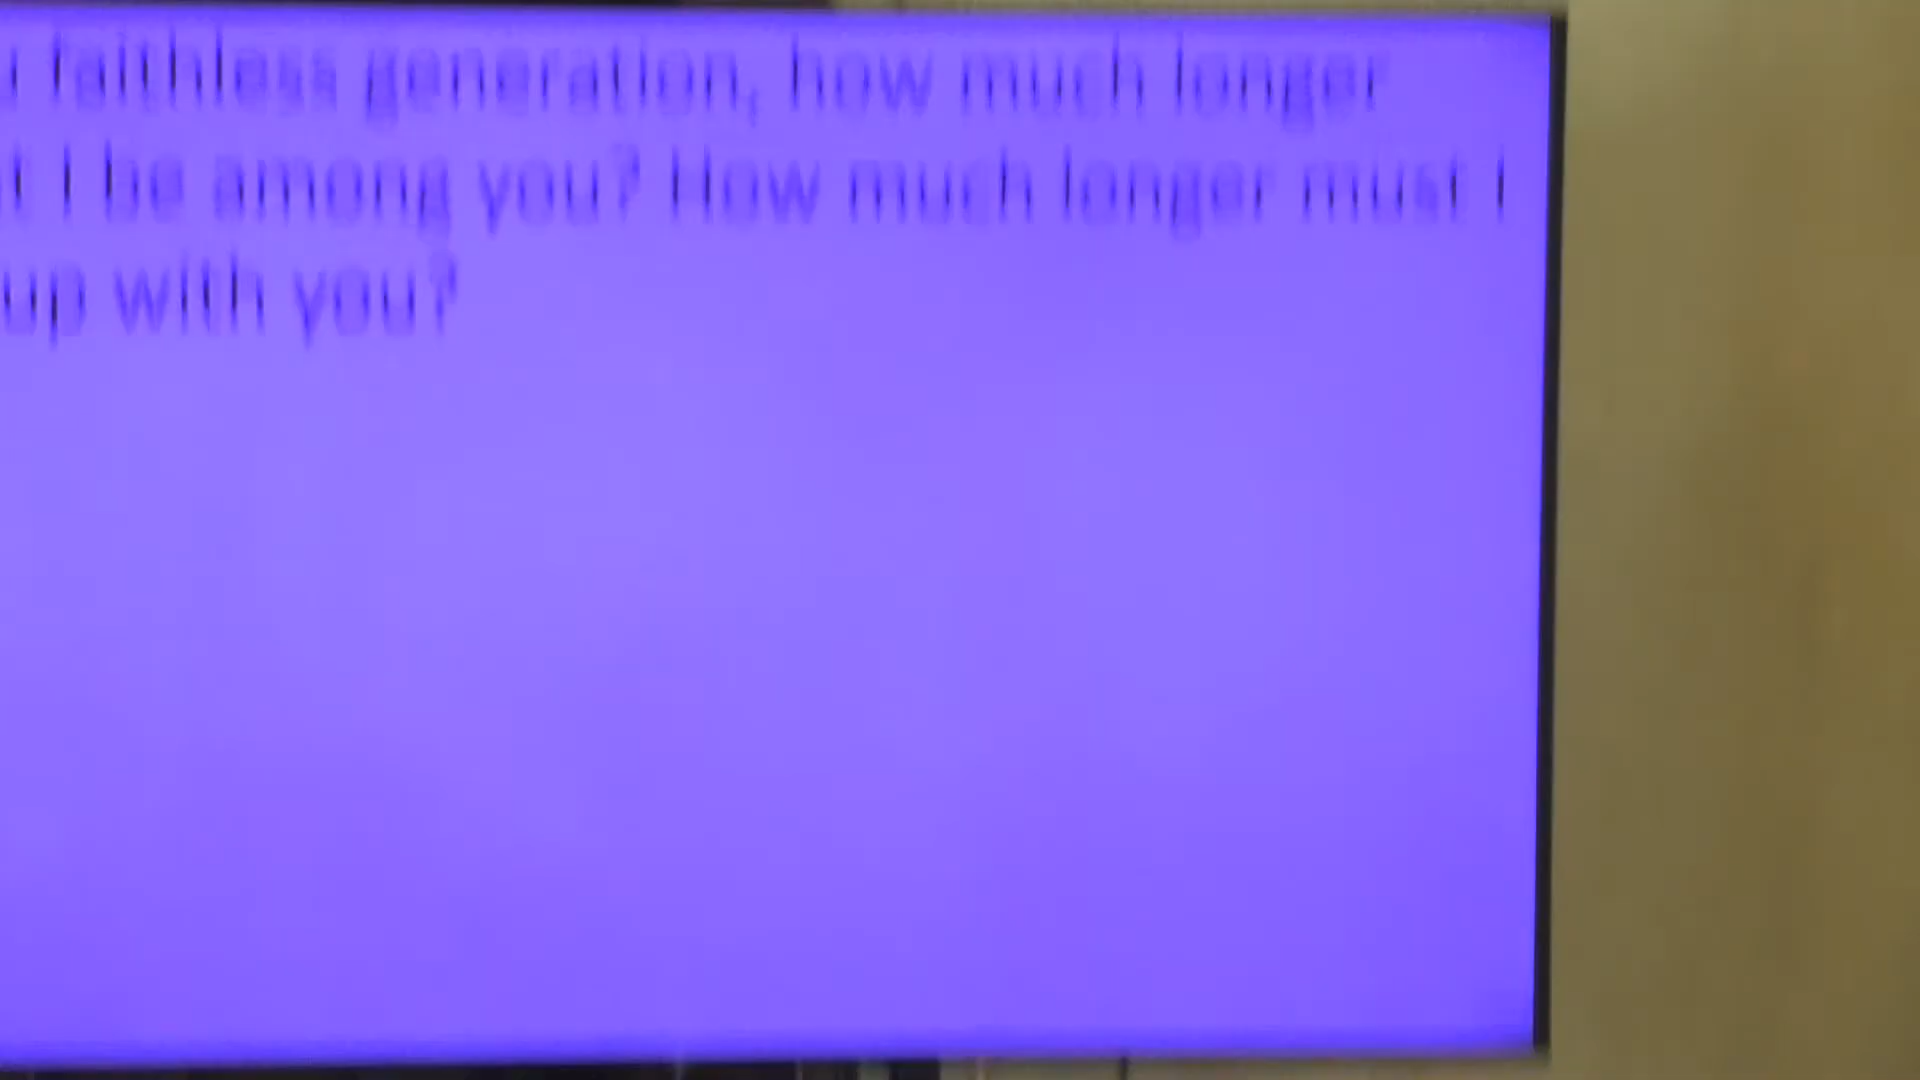 faithless generation, how much longer
I be among you? How much longer must I
up with you?